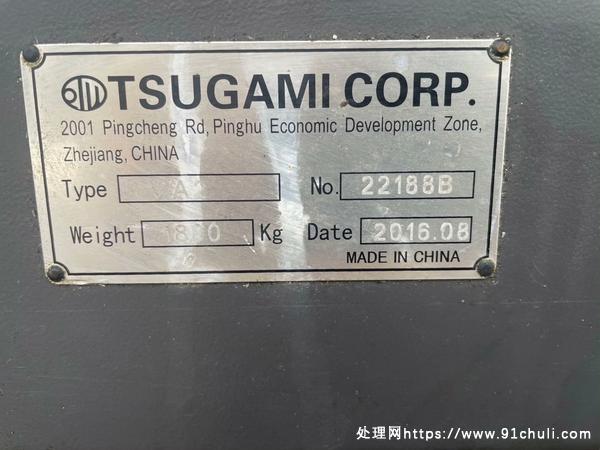 TSUGAMI CORP.
2001 Pingcheng Rd, Pinghu Economic Development Zone,
Zhejiang, CHINA
Type No. 22188B
Weight Kg Date 2016.08
MADE IN CHINA
处理网https://www.91chuli.com/